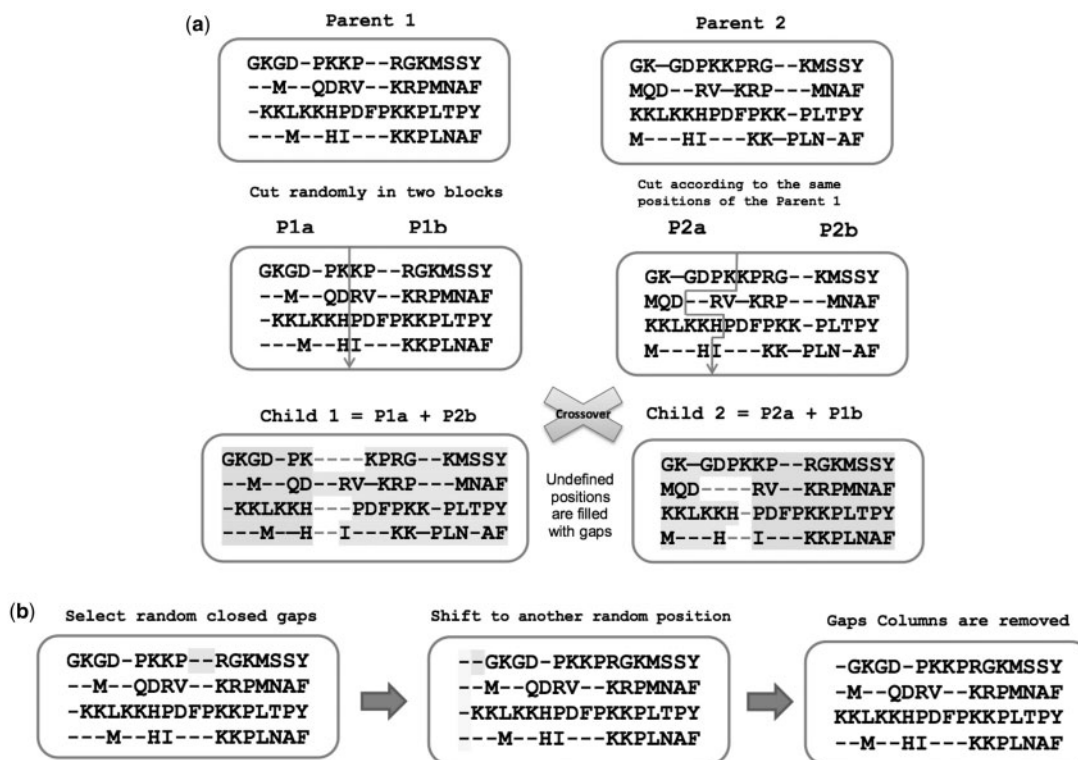 (a)
Parent 1
GKGD-PKKP--RGKMSSY
--M--QDRV--KRPMNAF
-KKLKKHPDFPKKPLTPY
---M--HI---KKPLNAF
Parent 2
GK—GDPKKPRG--KMSSY
MQD--RV—KRP---MNAF
KKLKKHPDFPKK-PLTPY
M---HI---KK—PLN-AF
Cut randomly in two blocks
P1a P1b
GKGD-PKKP--RGKMSSY
--M--QDRV--KRPMNAF
-KKLKKHPDFPKKPLTPY
---M--HI---KKPLNAF
Cut according to the same
positions of the Parent 1
P2a P2b
GK—GDPKKPRG--KMSSY
MQD--RV—KRP---MNAF
KKLKKHPDFPKK-PLTPY
M---HI---KK—PLN-AF
Crossover
Child 1 = P1a + P2b
GKGD-PK----KPRG--KMSSY
--M--QD--RV—KRP---MNAF
-KKLKKH---PDFPKK-PLTPY
---M--H--I---KK—PLN-AF
Undefined
positions
are filled
with gaps
Child 2 = P2a + P1b
GK—GDPKKP--RGKMSSY
MQD-----RV--KRPMNAF
KKLKKH-PDFPKKPLTPY
M---H--I---KKPLNAF
(b)
Select random closed gaps
GKGD-PKKP--RGKMSSY
--M--QDRV--KRPMNAF
-KKLKKHPDFPKKPLTPY
---M--HI---KKPLNAF
Shift to another random position
--GKGD-PKKPRGKMSSY
--M--QDRV--KRPMNAF
-KKLKKHPDFPKKPLTPY
---M--HI---KKPLNAF
Gaps Columns are removed
-GKGD-PKKPRGKMSSY
-M--QDRV--KRPMNAF
KKLKKHPDFPKKPLTPY
--M--HI---KKPLNAF